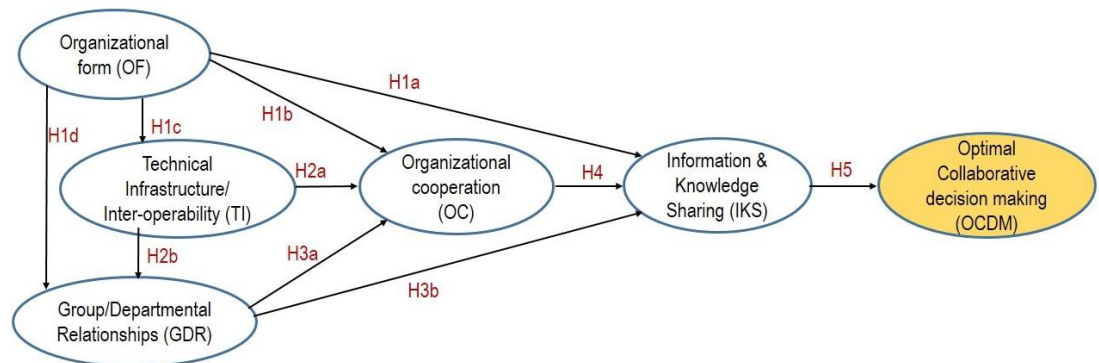 Organizational
form (OF)
H1a
H1b
H1c
H1d
Technical
Infrastructure/
Inter-operability (TI)
H2a
Organizational
cooperation
(OC)
H4
Information &
Knowledge
Sharing (IKS)
H5
Optimal
Collaborative
decision making
(OCDM)
H2b
H3a
H3b
Group/Departmental
Relationships (GDR)